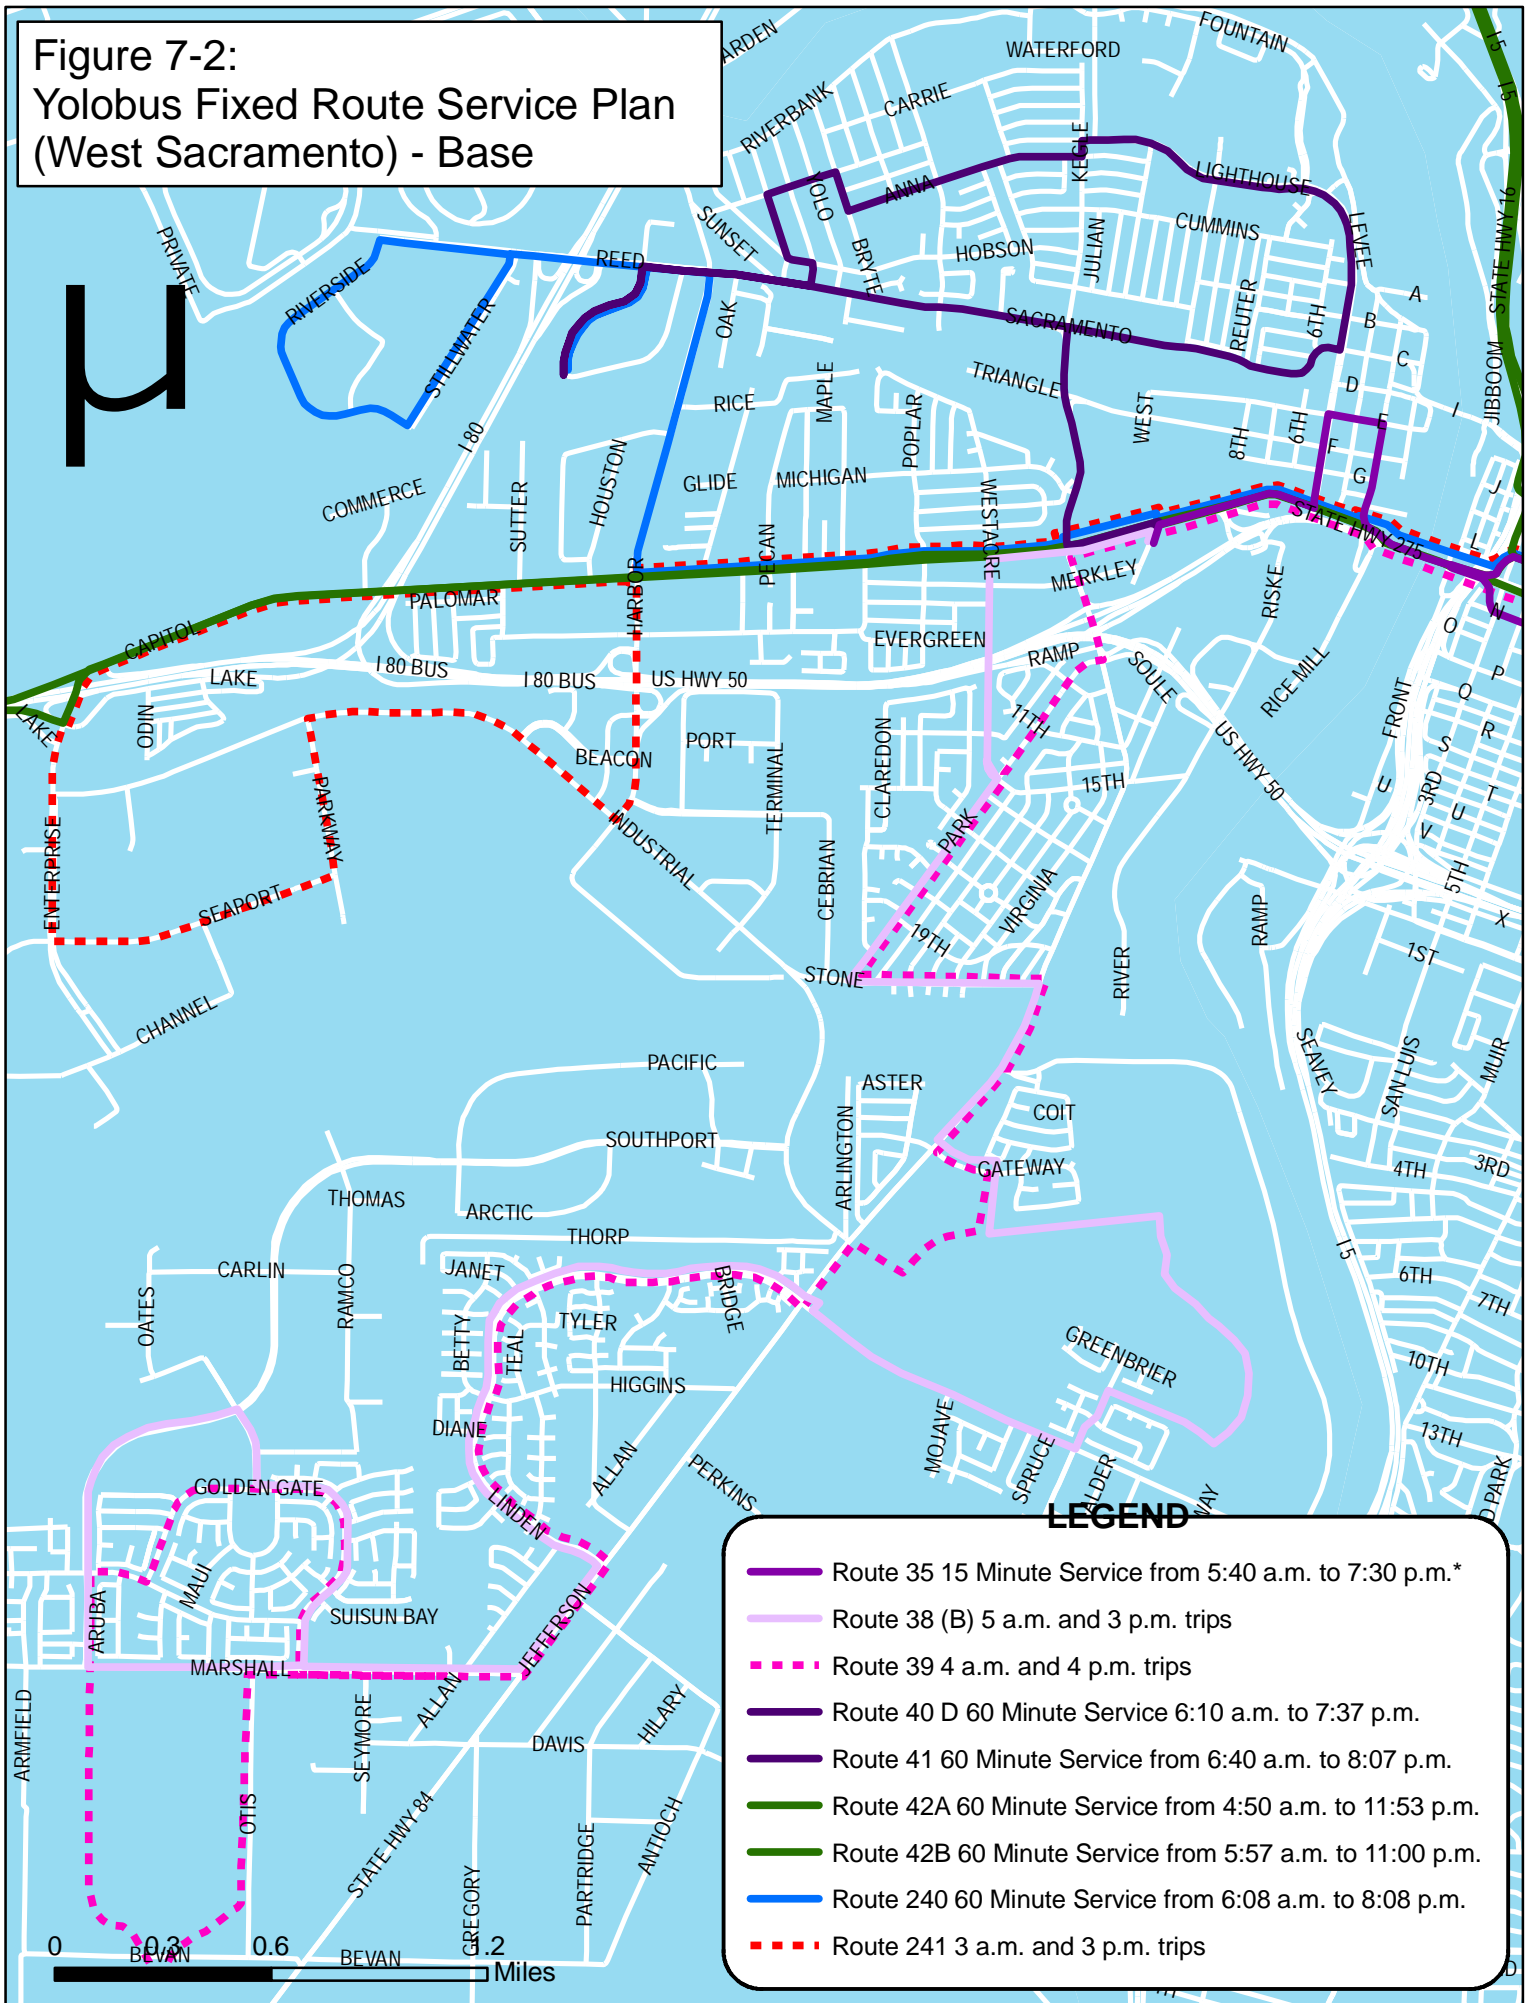 Figure 7-2:
Yolobus Fixed Route Service Plan
(West Sacramento) - Base
µ
ARDEN
WATERFORD
FOUNTAIN
I 5
I 5
RIVERBANK
CARRIE
KEGLE
LIGHTHOUSE
STATE HWY 16
PRIVATE
SUNSET
YOLO
ANNA
BRYTE
HOBSON
JULIAN
CUMMINS
LEVEE
REED
RIVERSIDE
STILLWATER
OAK
SACRAMENTO
REUTER
6TH
A
B
C
D
E
F
G
I
J
L
JIBBOOM
I 80
RICE
MAPLE
POPLAR
TRIANGLE
WEST
8TH
6TH
COMMERCE
SUTTER
HOUSTON
GLIDE
MICHIGAN
WESTACRE
STATE HWY 275
PECAN
HARBOR
MERKLEY
RISKE
N
O
PALOMAR
CAPITOL
EVERGREEN
RAMP
SOULE
RICE MILL
P
Q
LAKE
I 80 BUS
I 80 BUS
US HWY 50
FRONT
LAKE
ODIN
PORT
BEACON
CLAREDON
11TH
15TH
US HWY 50
R
S
T
U
U
V
3RD
PARKWAY
TERMINAL
INDUSTRIAL
PARK
ENTERPRISE
SEAPORT
CEBRIAN
VIRGINIA
19TH
5TH
X
RAMP
1ST
STONE
RIVER
CHANNEL
SEAVEY
SAN LUIS
MUIR
PACIFIC
ASTER
ARLINGTON
COIT
SOUTHPORT
GATEWAY
4TH
3RD
THOMAS
ARCTIC
THORP
I 5
CARLIN
JANET
BRIDGE
6TH
7TH
OATES
RAMCO
BETTY
TEAL
TYLER
GREENBRIER
10TH
HIGGINS
DIANE
MOJAVE
SPRUCE
ALDER
13TH
ALLAN
PERKINS
WAY
D PARK
GOLDEN GATE
LINDEN
MAUI
ARUBA
SUISUN BAY
JEFFERSON
MARSHALL
ARMFIELD
SEYMORE
ALLAN
HILARY
DAVIS
OTIS
STATE HWY 84
GREGORY
PARTRIDGE
ANTIOCH
BEVAN
BEVAN
LEGEND
Route 35 15 Minute Service from 5:40 a.m. to 7:30 p.m.*
Route 38 (B) 5 a.m. and 3 p.m. trips
Route 39 4 a.m. and 4 p.m. trips
Route 40 D 60 Minute Service 6:10 a.m. to 7:37 p.m.
Route 41 60 Minute Service from 6:40 a.m. to 8:07 p.m.
Route 42A 60 Minute Service from 4:50 a.m. to 11:53 p.m.
Route 42B 60 Minute Service from 5:57 a.m. to 11:00 p.m.
Route 240 60 Minute Service from 6:08 a.m. to 8:08 p.m.
Route 241 3 a.m. and 3 p.m. trips
0 0.3 0.6 1.2
Miles